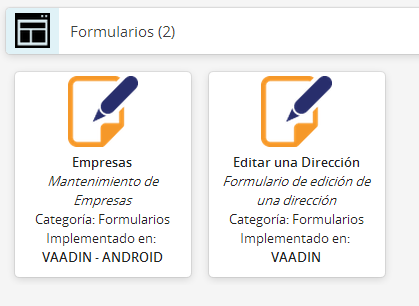 Formularios (2)
Empresas
Mantenimiento de
Empresas
Categoría: Formularios
Implementado en:
VAADIN - ANDROID
Editar una Dirección
Formulario de edición de
una dirección
Categoría: Formularios
Implementado en:
VAADIN